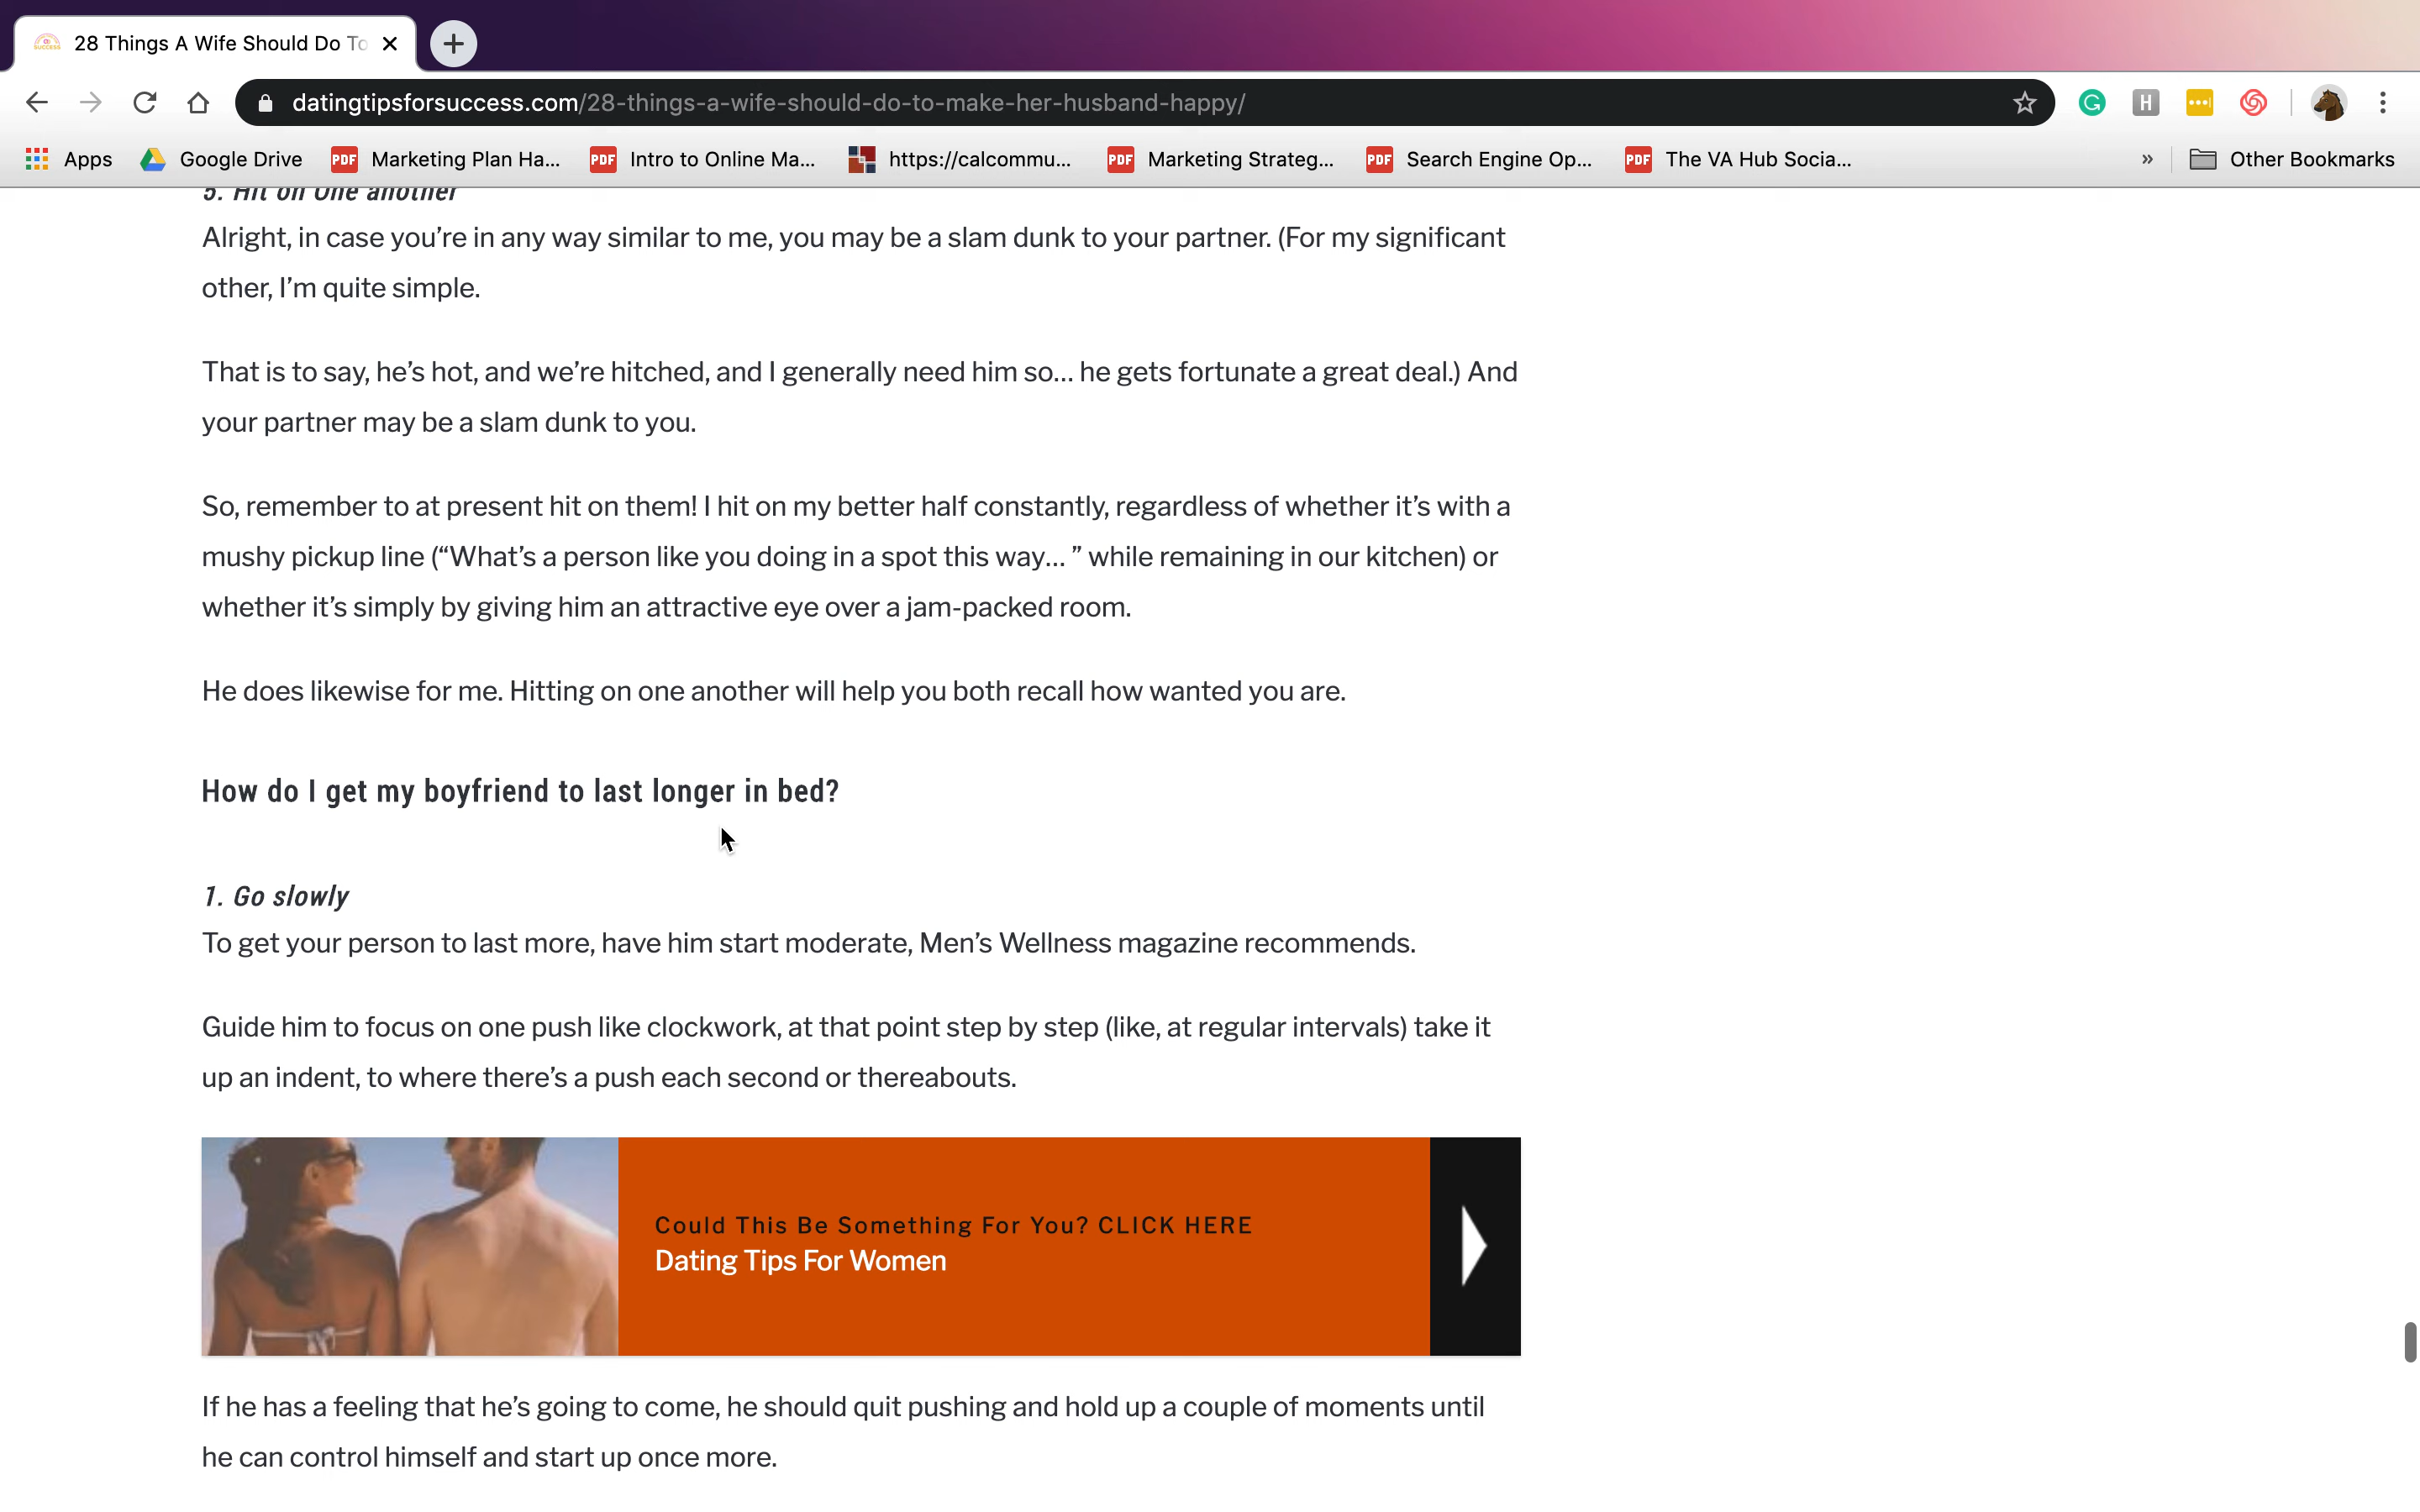 28 Things A Wife Should Do To
datingtipsforsuccess.com/28-things-a-wife-should-do-to-make-her-husband-happy/
Apps Google Drive PDF Marketing Plan Ha... PDF Intro to Online Ma... https://calcommu... PDF Marketing Strateg... PDF Search Engine Op... PDF The VA Hub Socia... » Other Bookmarks
5. Hit on One another
Alright, in case you’re in any way similar to me, you may be a slam dunk to your partner. (For my significant
other, I’m quite simple.
That is to say, he’s hot, and we’re hitched, and I generally need him so… he gets fortunate a great deal.) And
your partner may be a slam dunk to you.
So, remember to at present hit on them! I hit on my better half constantly, regardless of whether it’s with a
mushy pickup line (“What’s a person like you doing in a spot this way… ” while remaining in our kitchen) or
whether it’s simply by giving him an attractive eye over a jam-packed room.
He does likewise for me. Hitting on one another will help you both recall how wanted you are.
How do I get my boyfriend to last longer in bed?
1. Go slowly
To get your person to last more, have him start moderate, Men’s Wellness magazine recommends.
Guide him to focus on one push like clockwork, at that point step by step (like, at regular intervals) take it
up an indent, to where there’s a push each second or thereabouts.
Could This Be Something For You? CLICK HERE
Dating Tips For Women
If he has a feeling that he’s going to come, he should quit pushing and hold up a couple of moments until
he can control himself and start up once more.